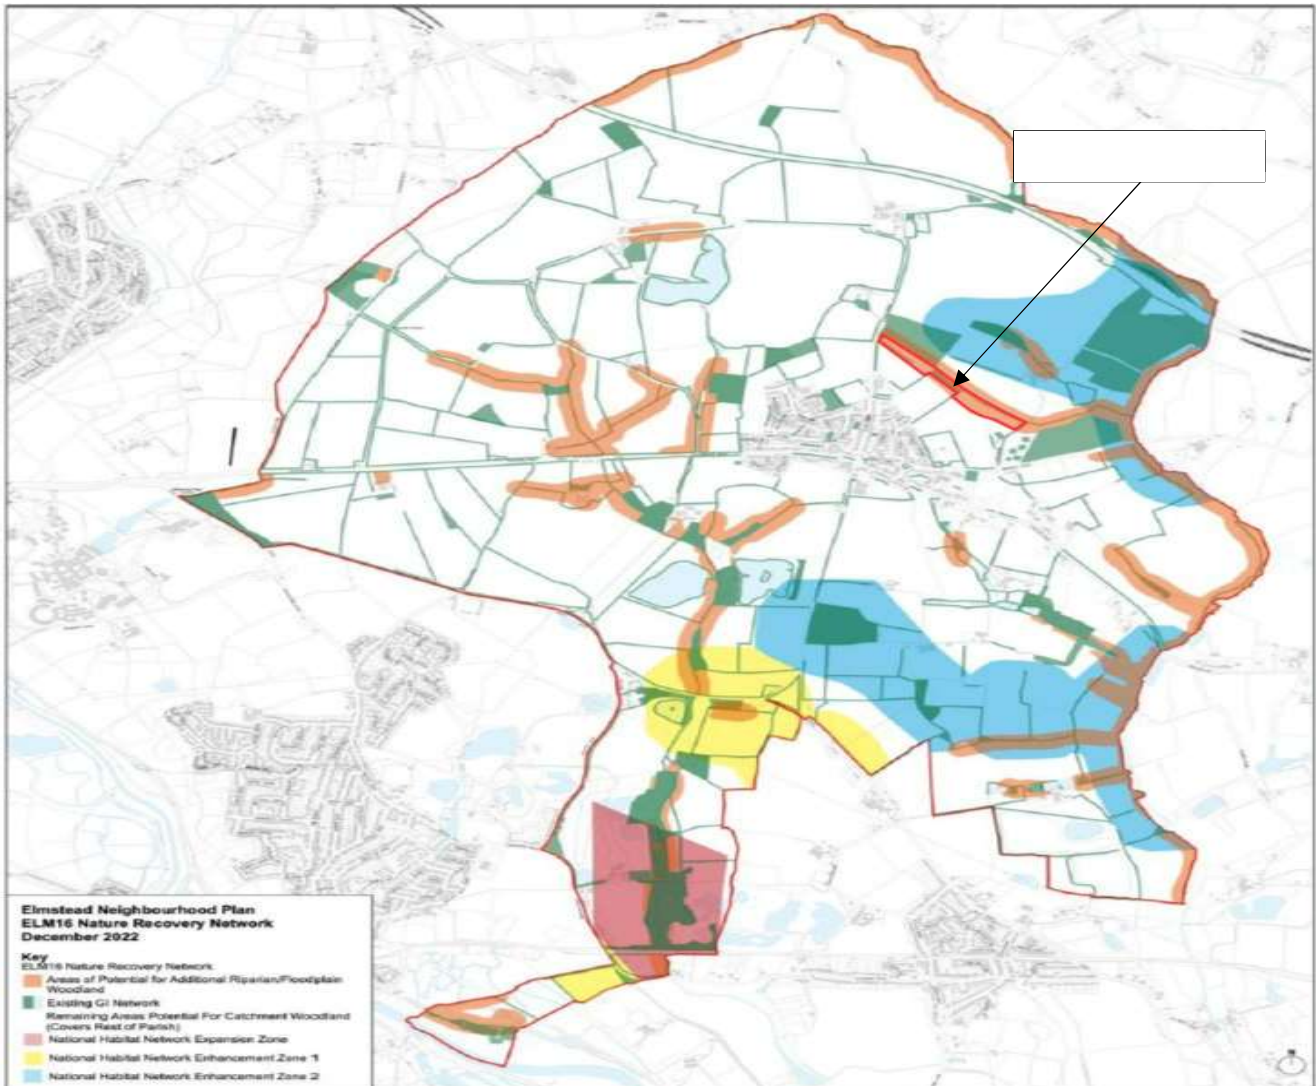 Elmstead Neighbourhood Plan
ELM16 Nature Recovery Network
December 2022
Key
ELM16 Nature Recovery Network
Areas of Potential for Additional Riparian/Floodplain
Woodland
Existing GI Network
Remaining Areas Potential For Catchment Woodland
(Covers Rest of Parish)
National Habitat Network Expansion Zone
National Habitat Network Enhancement Zone 1
National Habitat Network Enhancement Zone 2